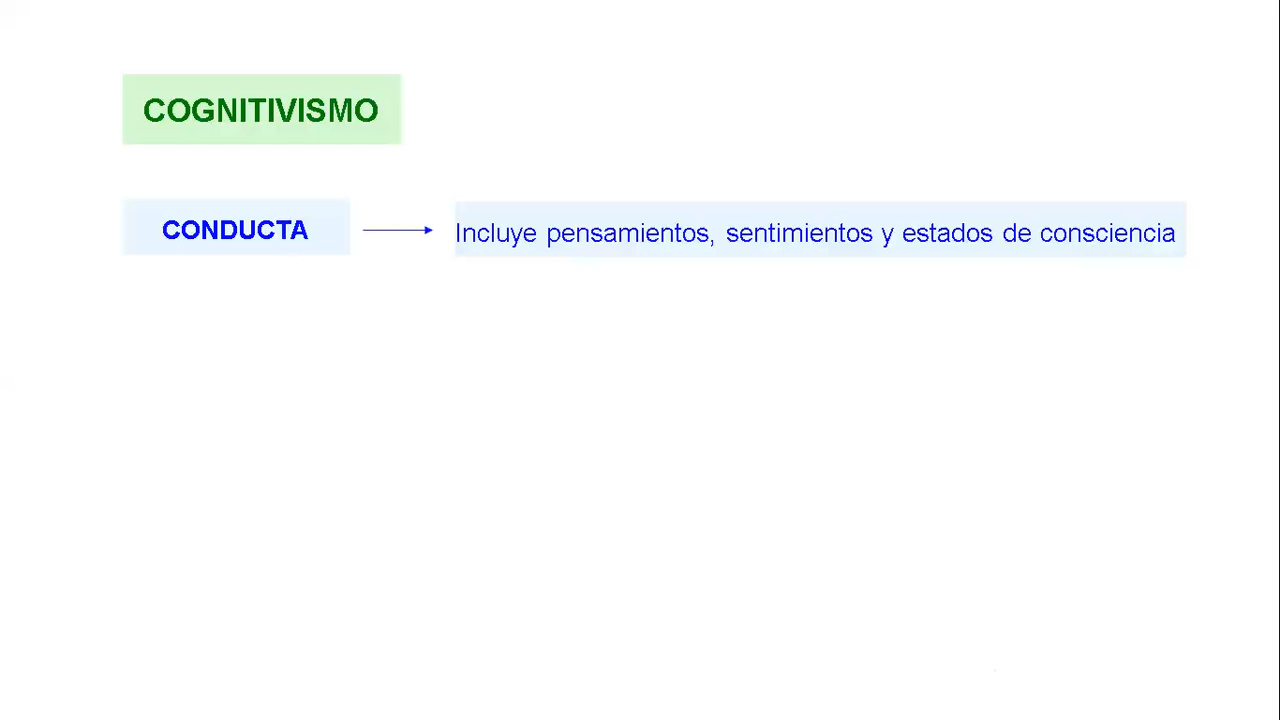 COGNITIVISMO
CONDUCTA
Incluye pensamientos, sentimientos y estados de consciencia